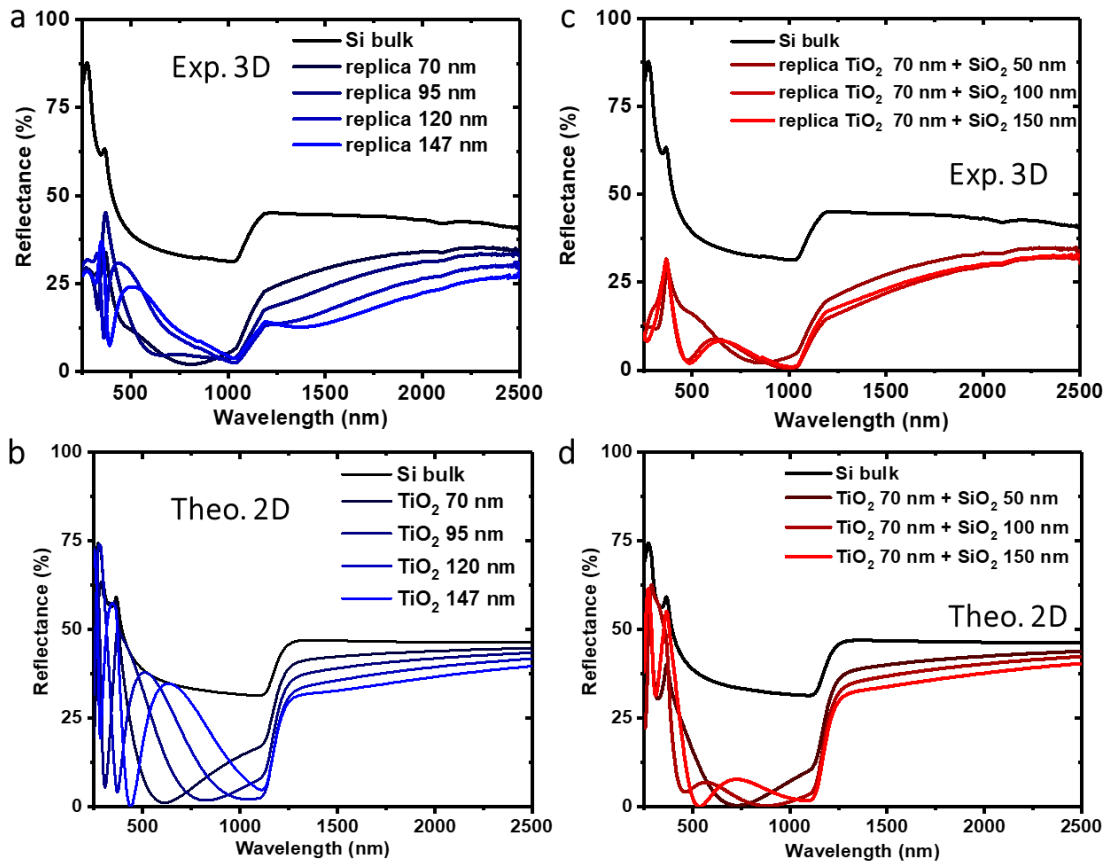 a
Exp. 3D
Si bulk
replica 70 nm
replica 95 nm
replica 120 nm
replica 147 nm
100
75
50
25
0
Reflectance (%)
500 1000 1500 2000 2500
Wavelength (nm)
c
Si bulk
replica TiO2 70 nm + SiO2 50 nm
replica TiO2 70 nm + SiO2 100 nm
replica TiO2 70 nm + SiO2 150 nm
Exp. 3D
100
75
50
25
0
Reflectance (%)
500 1000 1500 2000 2500
Wavelength (nm)
b
Theo. 2D
Si bulk
TiO2 70 nm
TiO2 95 nm
TiO2 120 nm
TiO2 147 nm
100
75
50
25
0
Reflectance (%)
500 1000 1500 2000 2500
Wavelength (nm)
d
Si bulk
TiO2 70 nm + SiO2 50 nm
TiO2 70 nm + SiO2 100 nm
TiO2 70 nm + SiO2 150 nm
Theo. 2D
100
75
50
25
0
Reflectance (%)
500 1000 1500 2000 2500
Wavelength (nm)